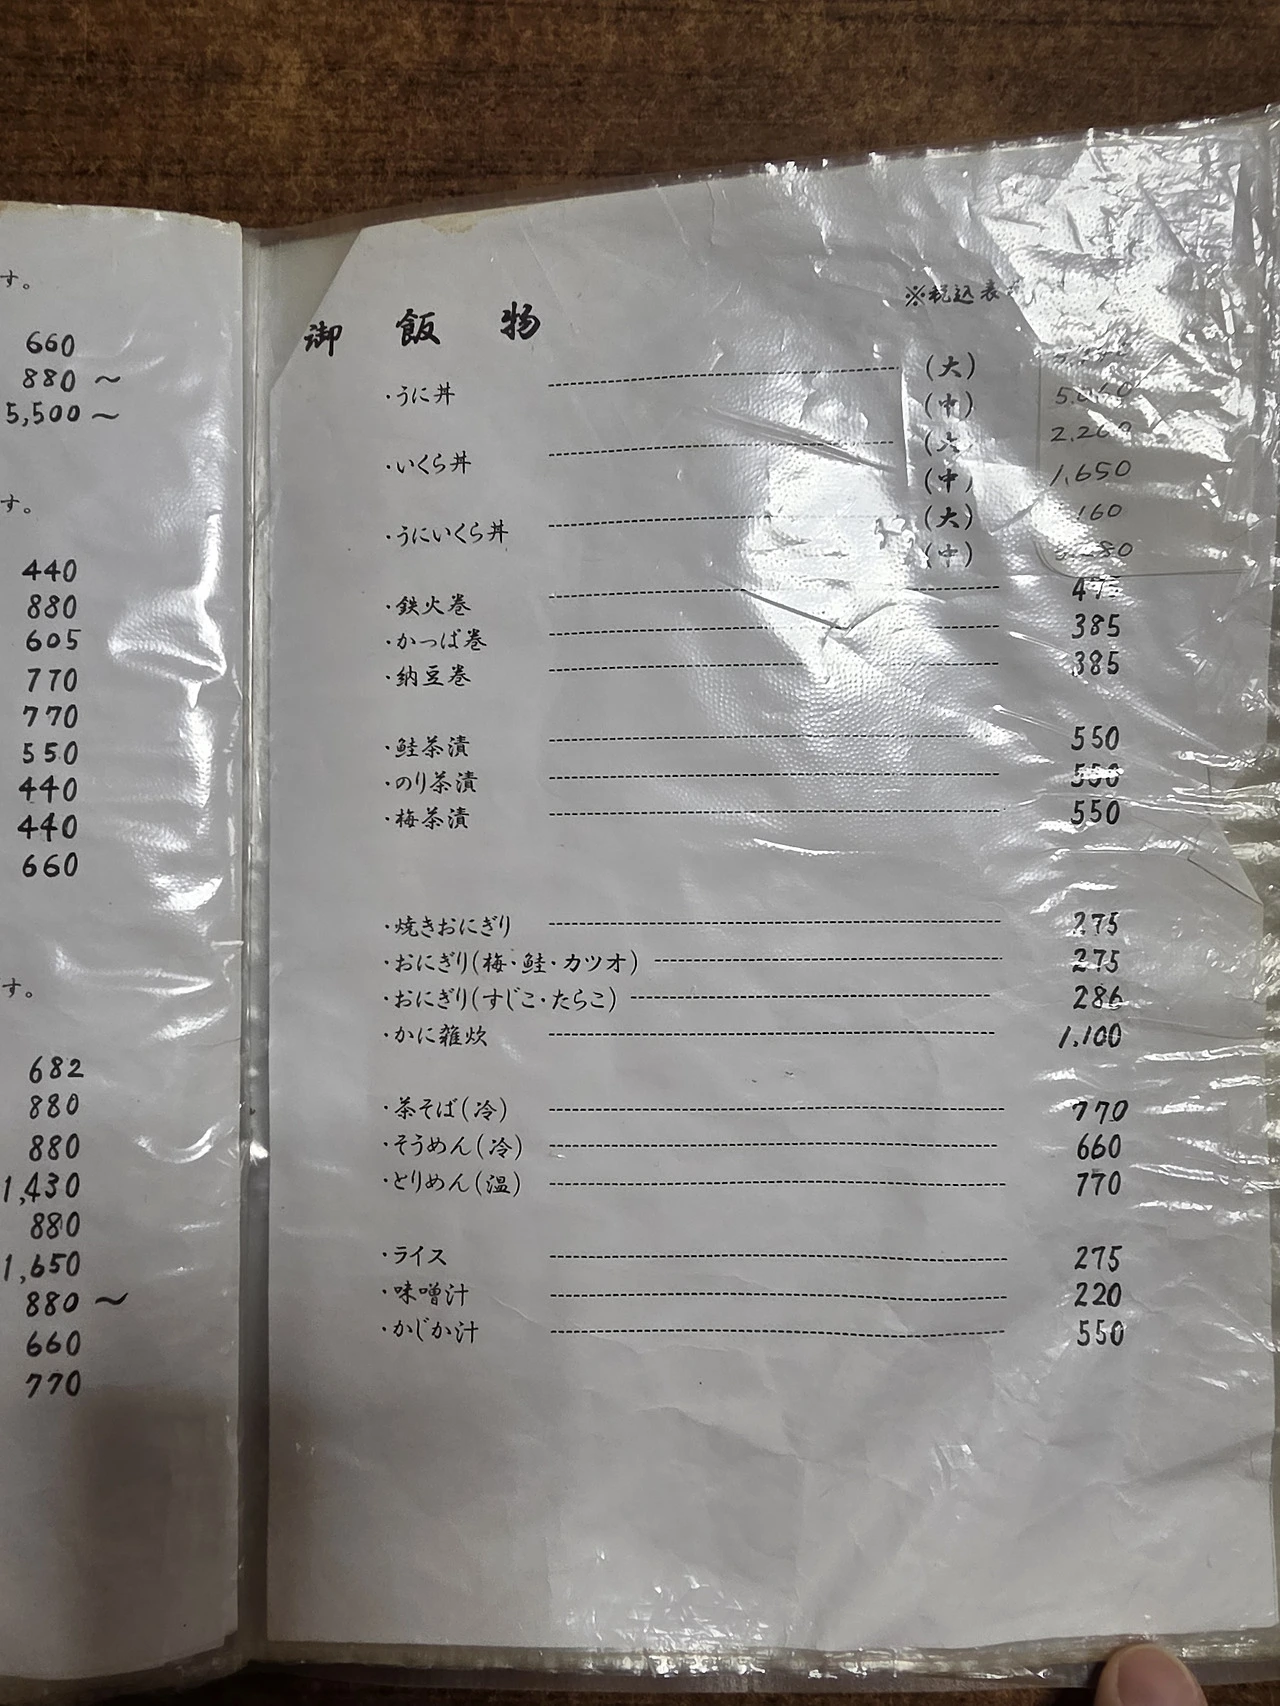 す。
660
880 ～
5,500 ～
す。
440
880
605
770
770
550
440
440
660
す。
682
880
880
1,430
880
1,650
880 ～
660
770
※税込表
御飯物
・うに丼 (大)
(中)
・いくら丼 2,260
(中) 1,650
・うにいくら丼 (大)
(中)
・鉄火巻
・かっぱ巻 385
・納豆巻 385
・鮭茶漬 550
・のり茶漬 550
・梅茶漬 550
・焼きおにぎり 275
・おにぎり(梅・鮭・カツオ) 275
・おにぎり(すじこ・たらこ) 286
・かに雑炊 1,100
・茶そば(冷) 770
・そうめん(冷) 660
・とりめん(温) 770
・ライス 275
・味噌汁 220
・かじか汁 550